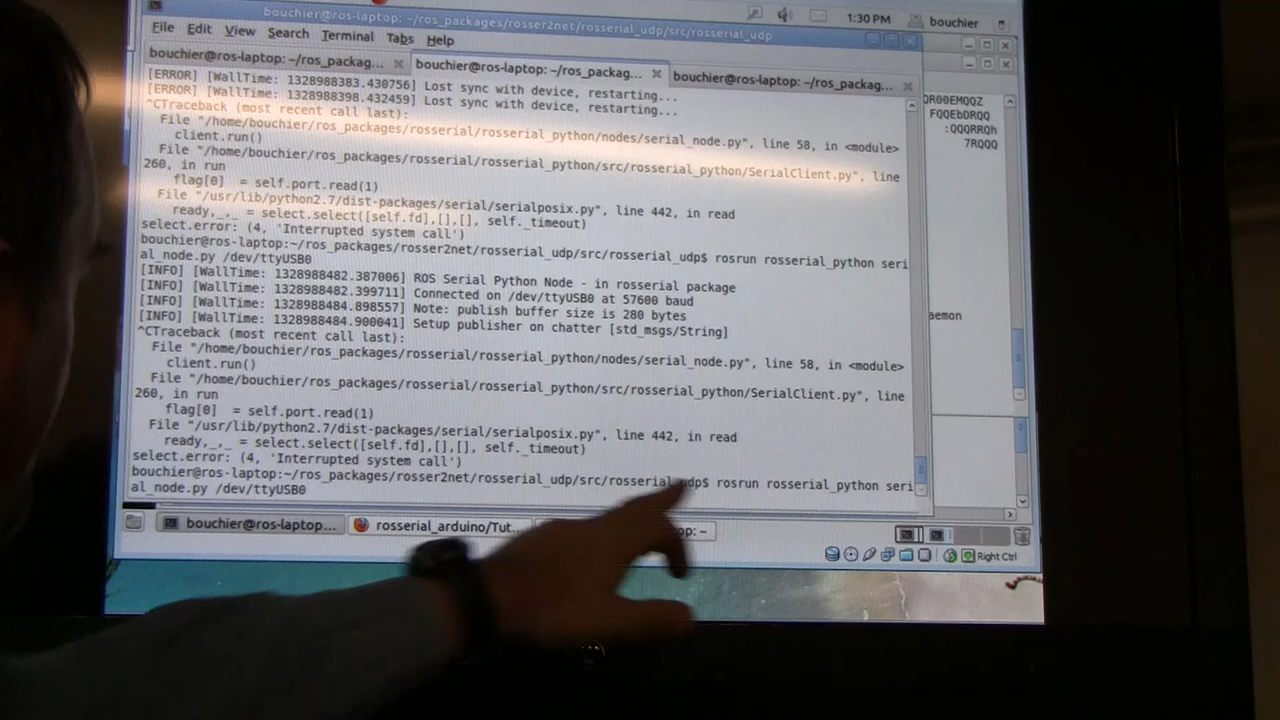 bouchier@ros-laptop: ~/ros_packages/rosser2net/rosserial_udp/src/rosserial_udp
1:30 PM bouchier
File Edit View Search Terminal Tabs Help
bouchier@ros-laptop: ~/ros_packag... bouchier@ros-laptop: ~/ros_packag... bouchier@ros-laptop: ~/ros_packag...
[ERROR] [WallTime: 1328988383.430756] Lost sync with device, restarting...
[ERROR] [WallTime: 1328988398.432459] Lost sync with device, restarting...
^CTraceback (most recent call last):
File "/home/bouchier/ros_packages/rosserial/rosserial_python/nodes/serial_node.py", line 58, in <module>
client.run()
File "/home/bouchier/ros_packages/rosserial/rosserial_python/src/rosserial_python/SerialClient.py", line
260, in run
flag[0] = self.port.read(1)
File "/usr/lib/python2.7/dist-packages/serial/serialposix.py", line 442, in read
ready,_,_ = select.select([self.fd],[],[], self._timeout)
select.error: (4, 'Interrupted system call')
bouchier@ros-laptop:~/ros_packages/rosser2net/rosserial_udp/src/rosserial_udp$ rosrun rosserial_python seri
al_node.py /dev/ttyUSB0
[INFO] [WallTime: 1328988482.387006] ROS Serial Python Node - in rosserial package
[INFO] [WallTime: 1328988482.399711] Connected on /dev/ttyUSB0 at 57600 baud
[INFO] [WallTime: 1328988484.898557] Note: publish buffer size is 280 bytes
[INFO] [WallTime: 1328988484.900041] Setup publisher on chatter [std_msgs/String]
^CTraceback (most recent call last):
File "/home/bouchier/ros_packages/rosserial/rosserial_python/nodes/serial_node.py", line 58, in <module>
client.run()
File "/home/bouchier/ros_packages/rosserial/rosserial_python/src/rosserial_python/SerialClient.py", line
260, in run
flag[0] = self.port.read(1)
File "/usr/lib/python2.7/dist-packages/serial/serialposix.py", line 442, in read
ready,_,_ = select.select([self.fd],[],[], self._timeout)
select.error: (4, 'Interrupted system call')
bouchier@ros-laptop:~/ros_packages/rosser2net/rosserial_udp/src/rosserial_udp$ rosrun rosserial_python seri
al_node.py /dev/ttyUSB0
QR00EMQQZ
FQQEbDRQQ
:QQQRRQh
7RQQQ
aemon
bouchier@ros-laptop... rosserial_arduino/Tut... op: ~
Right Ctrl